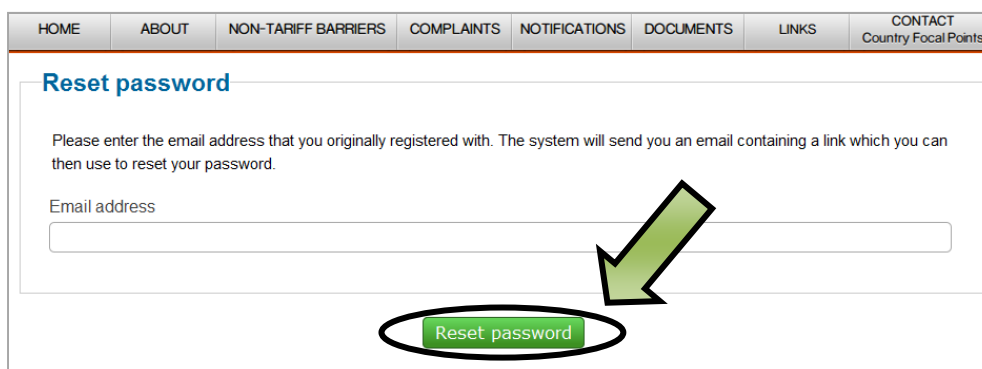 HOME ABOUT NON-TARIFF BARRIERS COMPLAINTS NOTIFICATIONS DOCUMENTS LINKS CONTACT
Country Focal Points
Reset password
Please enter the email address that you originally registered with. The system will send you an email containing a link which you can
then use to reset your password.
Email address
Reset password